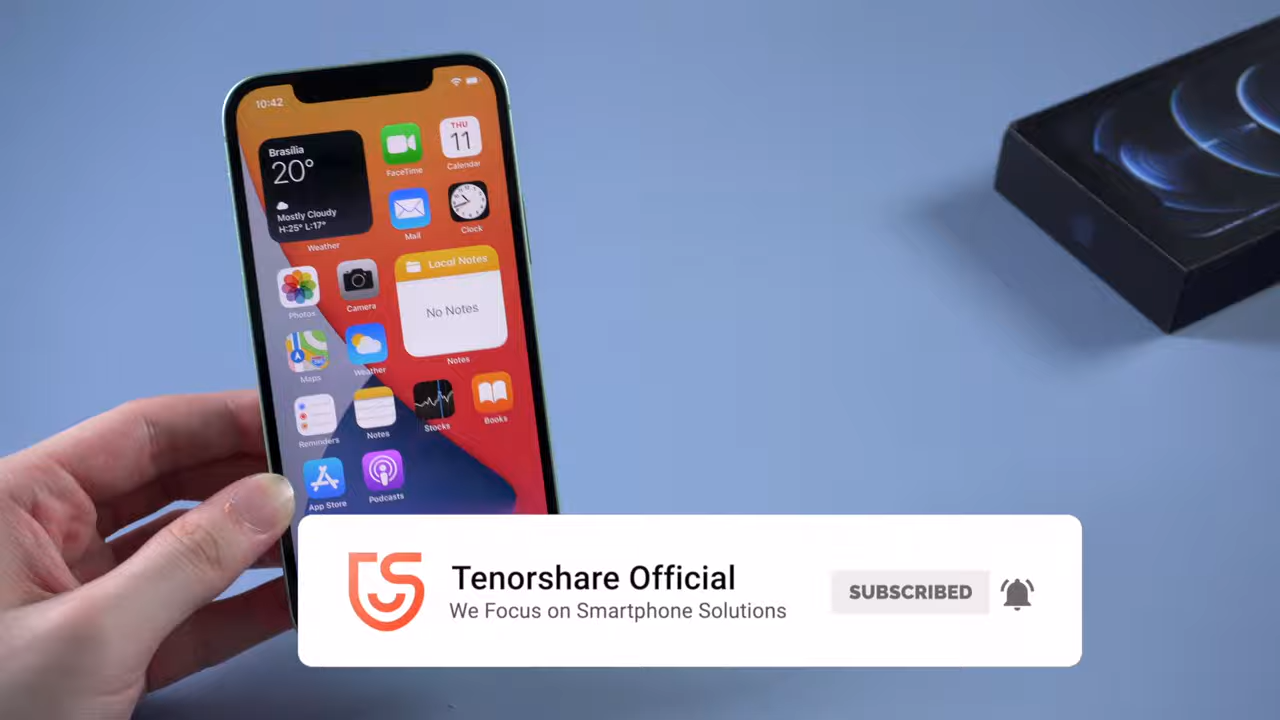 10:42
Brasília
20°
Mostly Cloudy
H:25° L:17°
Weather
FaceTime
THU
11
Calendar
Mail
Clock
Photos
Camera
Local Notes
No Notes
Notes
Maps
Weather
Reminders
Notes
Stocks
Books
App Store
Podcasts
Tenorshare Official
We Focus on Smartphone Solutions
SUBSCRIBED